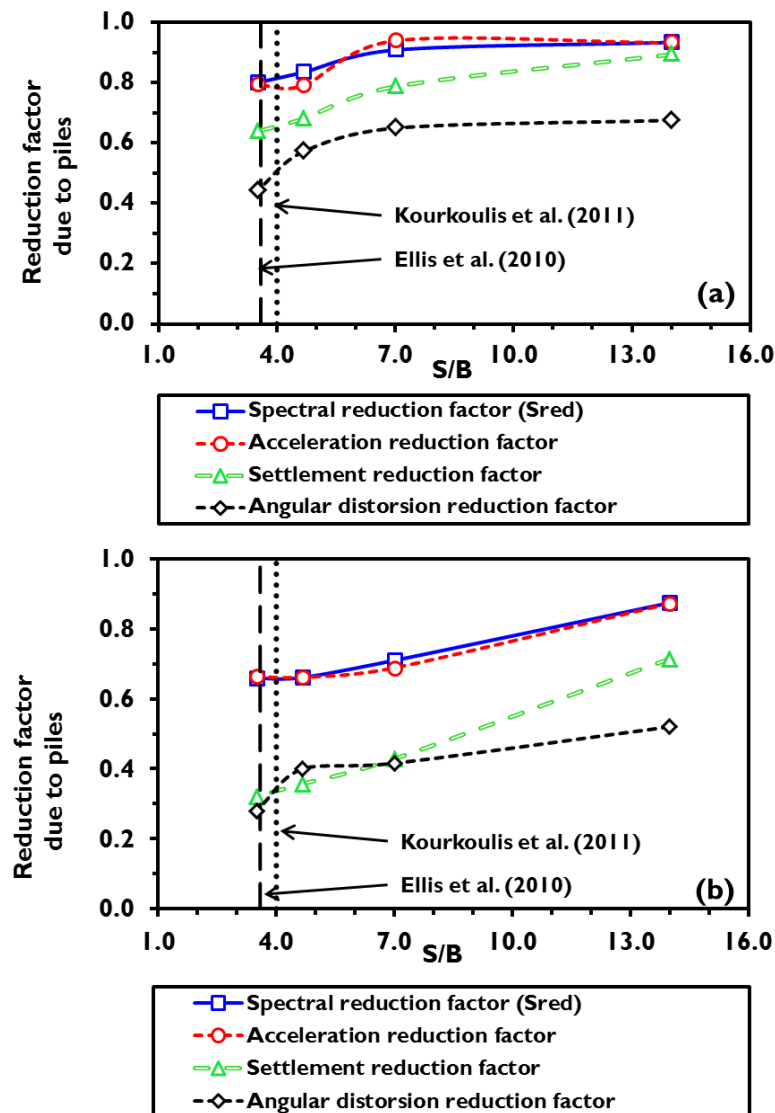 Reduction factor
due to piles
1.0
0.8
0.6
0.4
0.2
0.0
Kourkoulis et al. (2011)
Ellis et al. (2010)
(a)
1.0 4.0 7.0 10.0 13.0 16.0
S/B
Spectral reduction factor (Sred)
Acceleration reduction factor
Settlement reduction factor
Angular distorsion reduction factor
Reduction factor
due to piles
1.0
0.8
0.6
0.4
0.2
0.0
Kourkoulis et al. (2011)
Ellis et al. (2010)
(b)
1.0 4.0 7.0 10.0 13.0 16.0
S/B
Spectral reduction factor (Sred)
Acceleration reduction factor
Settlement reduction factor
Angular distorsion reduction factor